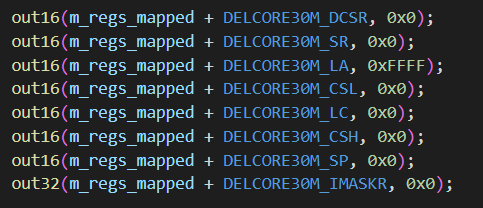 out16(m_regs_mapped + DELCORE30M_DCSR, 0x0);
out16(m_regs_mapped + DELCORE30M_SR, 0x0);
out16(m_regs_mapped + DELCORE30M_LA, 0xFFFF);
out16(m_regs_mapped + DELCORE30M_CSL, 0x0);
out16(m_regs_mapped + DELCORE30M_LC, 0x0);
out16(m_regs_mapped + DELCORE30M_CSH, 0x0);
out16(m_regs_mapped + DELCORE30M_SP, 0x0);
out32(m_regs_mapped + DELCORE30M_IMASKR, 0x0);